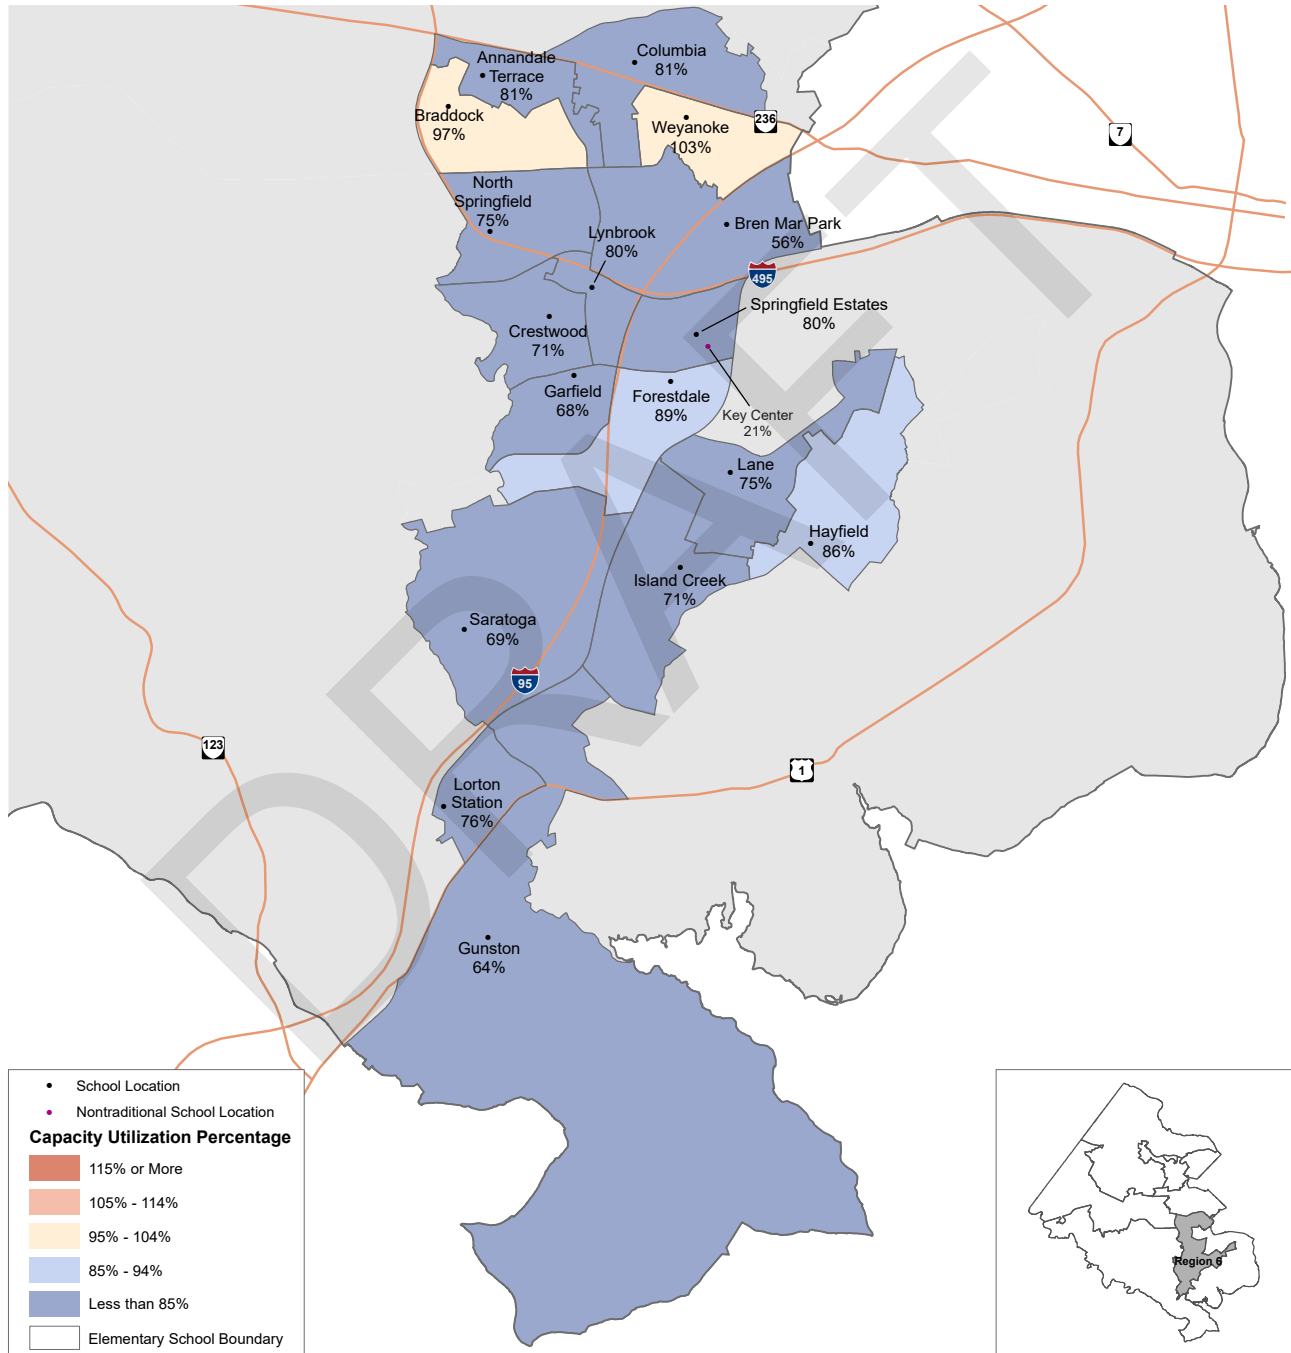 Annandale
Terrace
81%
Columbia
81%
Braddock
97%
Weyanoke
103%
236
7
North
Springfield
75%
Lynbrook
80%
Bren Mar Park
56%
495
Springfield Estates
80%
Crestwood
71%
Garfield
68%
Forestdale
89%
Key Center
21%
Lane
75%
Hayfield
86%
Island Creek
71%
Saratoga
69%
95
123
1
Lorton
Station
76%
Gunston
64%
DRAFT
School Location
Nontraditional School Location
Capacity Utilization Percentage
115% or More
105% - 114%
95% - 104%
85% - 94%
Less than 85%
Elementary School Boundary
Region 6